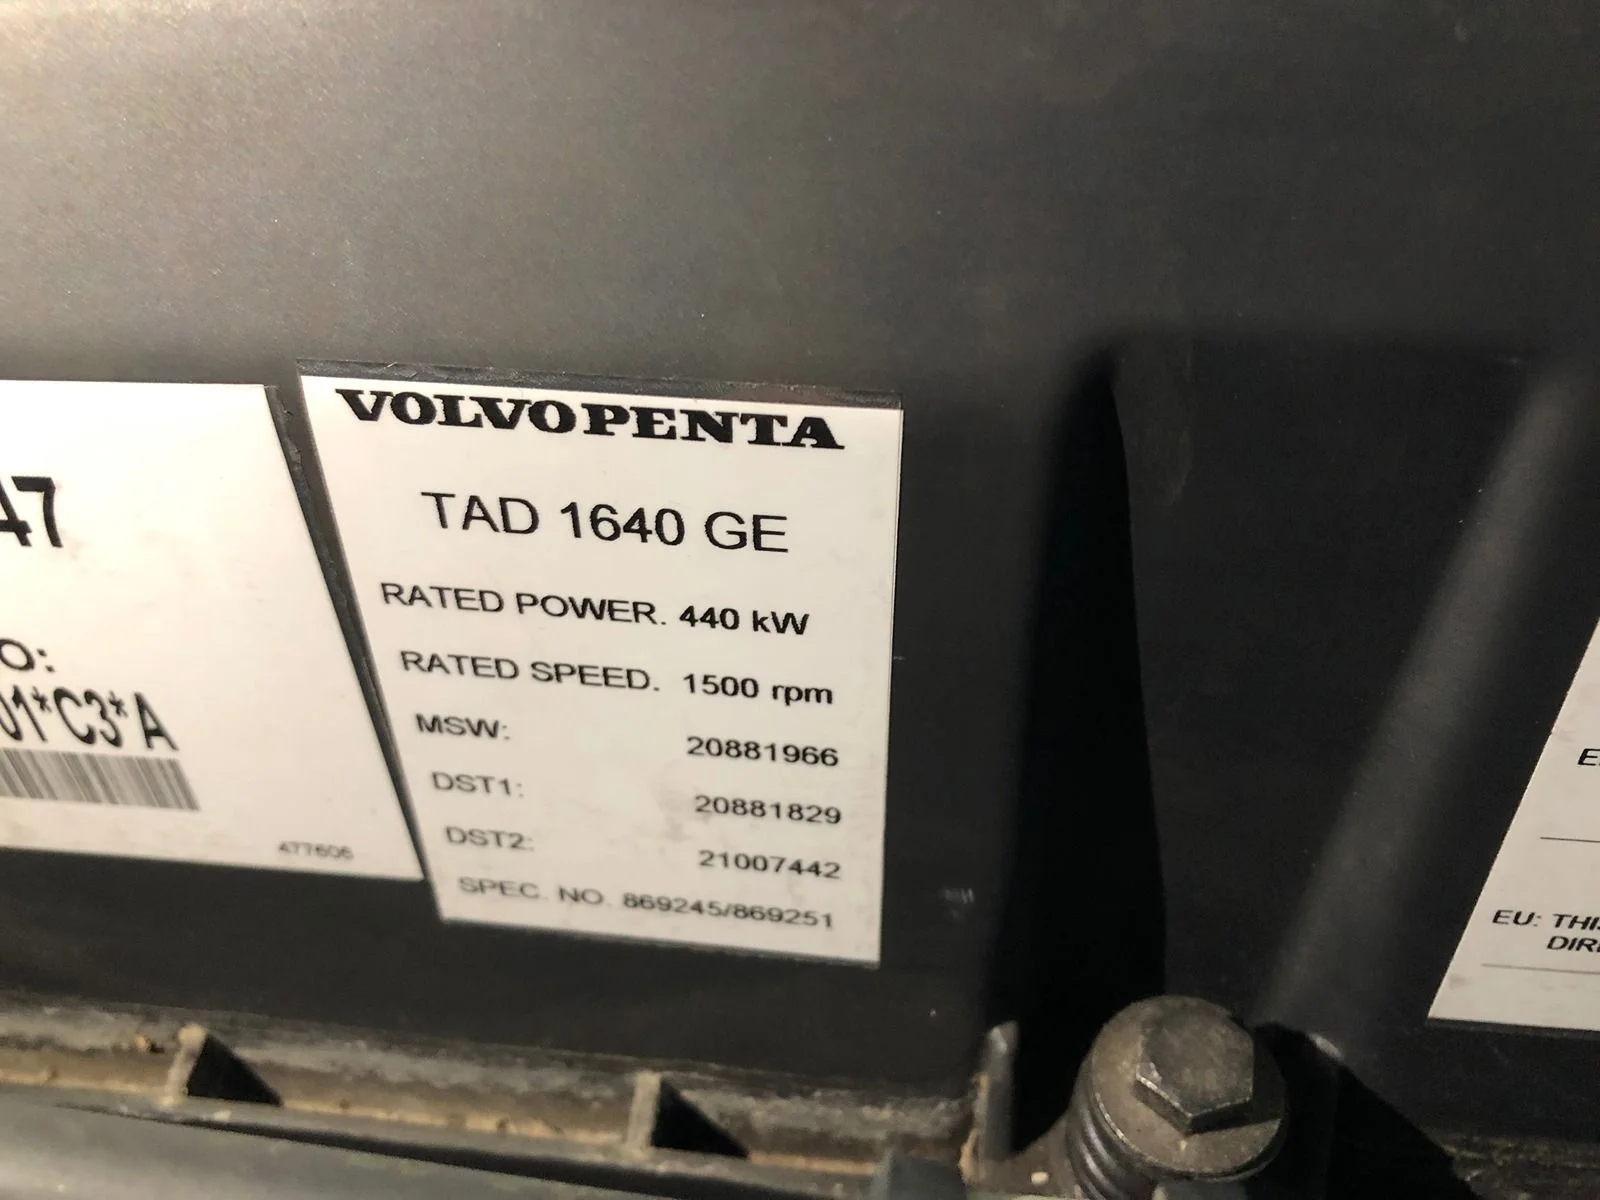 47
O:
01*C3*A
477606
VOLVO PENTA
TAD 1640 GE
RATED POWER. 440 kW
RATED SPEED. 1500 rpm
MSW: 20881966
DST1: 20881829
DST2: 21007442
SPEC. NO. 869245/869251
EU: THI
DIR